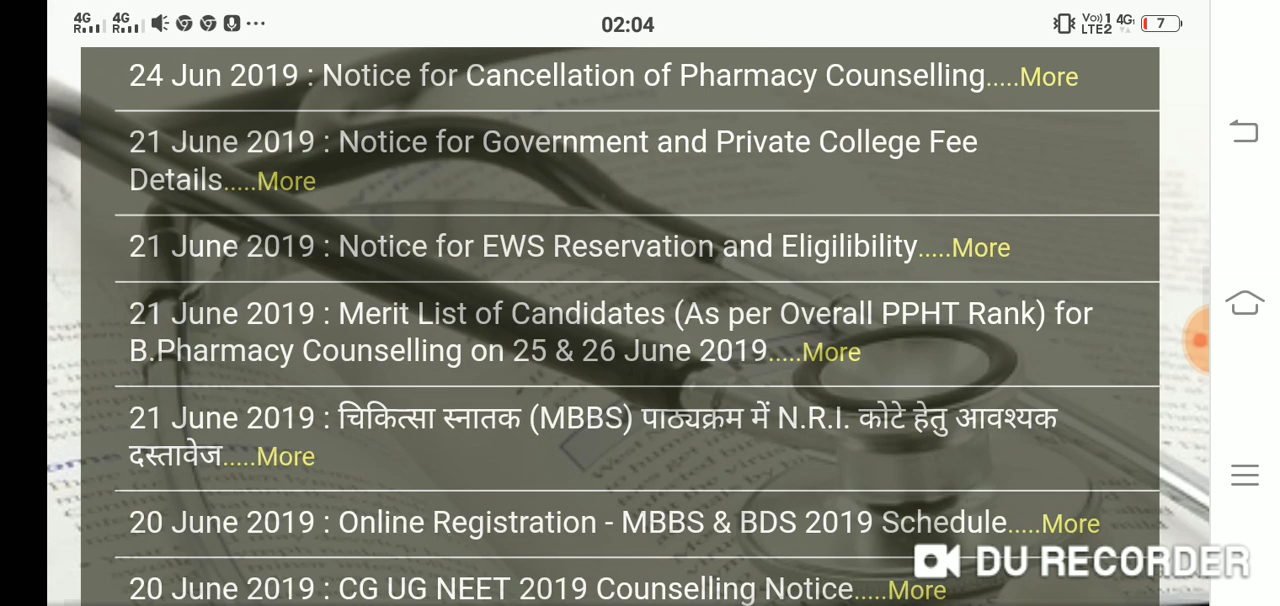 4G R 4G R 02:04 Vo)) 1 LTE2 4G 7
24 Jun 2019 : Notice for Cancellation of Pharmacy Counselling.....More
21 June 2019 : Notice for Government and Private College Fee
Details.....More
21 June 2019 : Notice for EWS Reservation and Eligilibility.....More
21 June 2019 : Merit List of Candidates (As per Overall PPHT Rank) for
B.Pharmacy Counselling on 25 & 26 June 2019.....More
21 June 2019 : चिकित्सा स्नातक (MBBS) पाठ्यक्रम में N.R.I. कोटे हेतु आवश्यक
दस्तावेज.....More
20 June 2019 : Online Registration - MBBS & BDS 2019 Schedule.....More
DU RECORDER
20 June 2019 : CG UG NEET 2019 Counselling Notice.....More